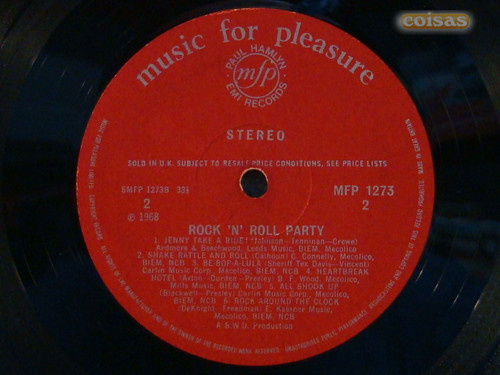 coisas
music for pleasure
PAUL HAMLYN
mfp
EMI RECORDS
STEREO
SOLD IN U.K. SUBJECT TO RESALE PRICE CONDITIONS, SEE PRICE LISTS
SMFP 1273B 33⅓
MFP 1273
2
2
℗ 1968
ROCK 'N' ROLL PARTY
1. JENNY TAKE A RIDE! (Johnson - Penniman - Crewe)
Ardmore & Beechwood, Leeds Music, BIEM, Mecolico
2. SHAKE RATTLE AND ROLL (Calhoun) C. Connelly, Mecolico,
BIEM, NCB 3. BE-BOP-A-LULA (Sheriff Tex Davis—Vincent)
Carlin Music Corp. Mecolico, BIEM, NCB 4. HEARTBREAK
HOTEL (Axton - Durden - Presley) B. F. Wood, Mecolico,
Mills Music, BIEM, NCB 5. ALL SHOOK UP
(Blackwell - Presley) Carlin Music Corp., Mecolico,
BIEM, NCB 6. ROCK AROUND THE CLOCK
(DeKnight - Freedman) E. Kassner Music,
Mecolico, BIEM, NCB
A & W.D. Production